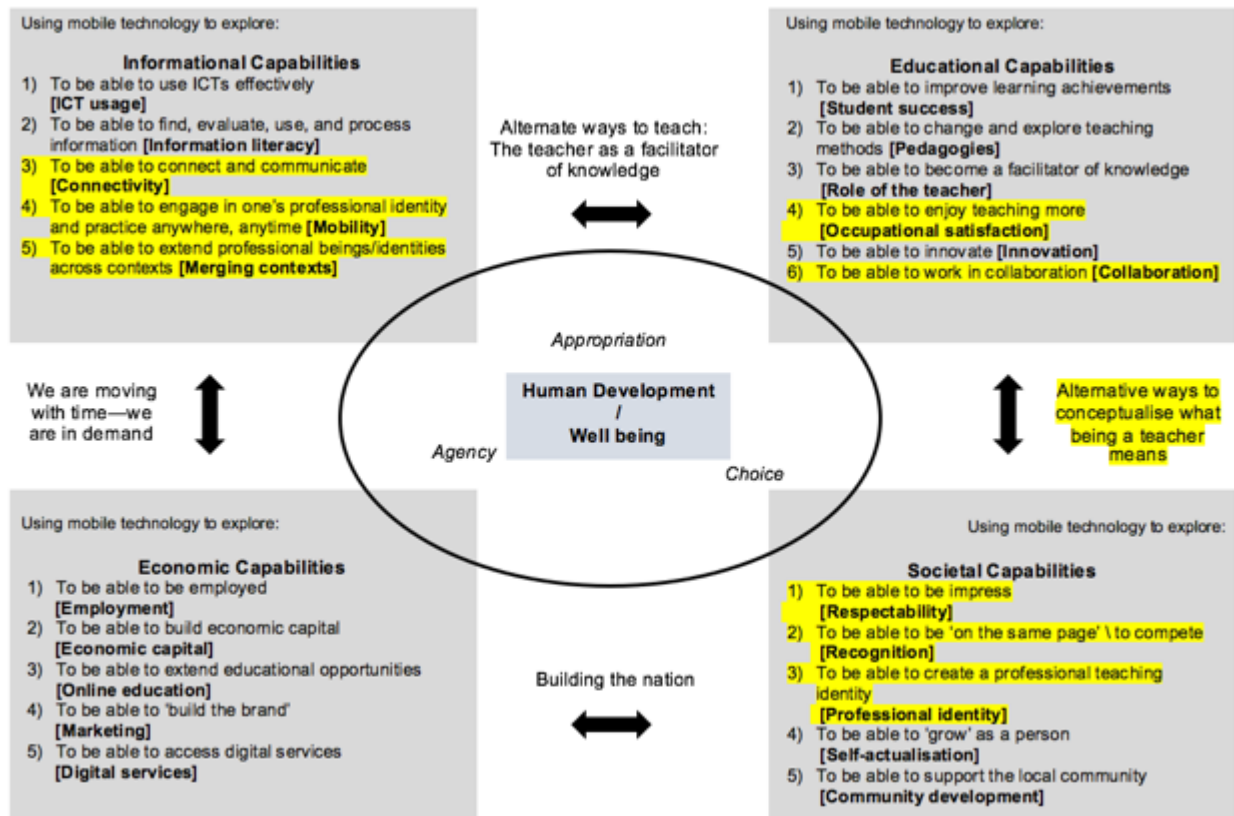 Using mobile technology to explore:
Informational Capabilities
1) To be able to use ICTs effectively
[ICT usage]
2) To be able to find, evaluate, use, and process
information [Information literacy]
3) To be able to connect and communicate
[Connectivity]
4) To be able to engage in one's professional identity
and practice anywhere, anytime [Mobility]
5) To be able to extend professional beings/identities
across contexts [Merging contexts]
Alternate ways to teach:
The teacher as a facilitator
of knowledge
Using mobile technology to explore:
Educational Capabilities
1) To be able to improve learning achievements
[Student success]
2) To be able to change and explore teaching
methods [Pedagogies]
3) To be able to become a facilitator of knowledge
[Role of the teacher]
4) To be able to enjoy teaching more
[Occupational satisfaction]
5) To be able to innovate [Innovation]
6) To be able to work in collaboration [Collaboration]
We are moving
with time—we
are in demand
Appropriation
Human Development
/
Well being
Agency
Choice
Alternative ways to
conceptualise what
being a teacher
means
Using mobile technology to explore:
Economic Capabilities
1) To be able to be employed
[Employment]
2) To be able to build economic capital
[Economic capital]
3) To be able to extend educational opportunities
[Online education]
4) To be able to 'build the brand'
[Marketing]
5) To be able to access digital services
[Digital services]
Building the nation
Using mobile technology to explore:
Societal Capabilities
1) To be able to be impress
[Respectability]
2) To be able to be 'on the same page' \ to compete
[Recognition]
3) To be able to create a professional teaching
identity
[Professional identity]
4) To be able to 'grow' as a person
[Self-actualisation]
5) To be able to support the local community
[Community development]